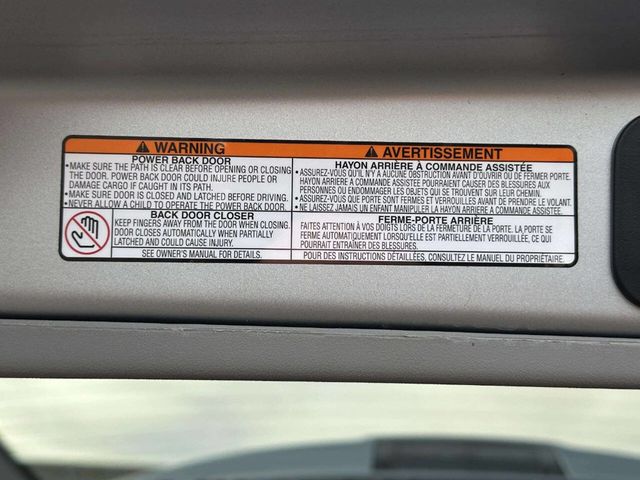 WARNING
POWER BACK DOOR
•MAKE SURE THE PATH IS CLEAR BEFORE OPENING OR CLOSING
THE DOOR. POWER BACK DOOR COULD INJURE PEOPLE OR
DAMAGE CARGO IF CAUGHT IN ITS PATH.
•MAKE SURE DOOR IS CLOSED AND LATCHED BEFORE DRIVING.
•NEVER ALLOW A CHILD TO OPERATE THE POWER BACK DOOR.
BACK DOOR CLOSER
KEEP FINGERS AWAY FROM THE DOOR WHEN CLOSING.
DOOR CLOSES AUTOMATICALLY WHEN PARTIALLY
LATCHED AND COULD CAUSE INJURY.
SEE OWNER'S MANUAL FOR DETAILS.
AVERTISSEMENT
HAYON ARRIÈRE À COMMANDE ASSISTÉE
•ASSUREZ-VOUS QU'IL N'Y A AUCUNE OBSTRUCTION AVANT D'OUVRIR OU DE FERMER PORTE.
HAYON ARRIÈRE À COMMANDE ASSISTÉE POURRAIENT CAUSER DES BLESSURES AUX
PERSONNES OU ENDOMMAGER LES OBJETS QUI SE TROUVENT SUR LEUR CHEMIN.
•ASSUREZ-VOUS QUE PORTE SONT FERMES ET VERROUILLÉES AVANT DE PRENDRE LE VOLANT.
•NE LAISSEZ JAMAIS UN ENFANT MANIPULER LA HAYON ARRIÈRE À COMMANDE ASSISTÉE.
FERME-PORTE ARRIÈRE
FAITES ATTENTION À VOS DOIGTS LORS DE LA FERMETURE DE LA PORTE. LA PORTE SE
FERME AUTOMATIQUEMENT LORSQU'ELLE EST PARTIELLEMENT VERROUILLÉE, CE QUI
POURRAIT ENTRAÎNER DES BLESSURES.
POUR DES INSTRUCTIONS DÉTAILLÉES, CONSULTEZ LE MANUEL DU PROPRIÉTAIRE.